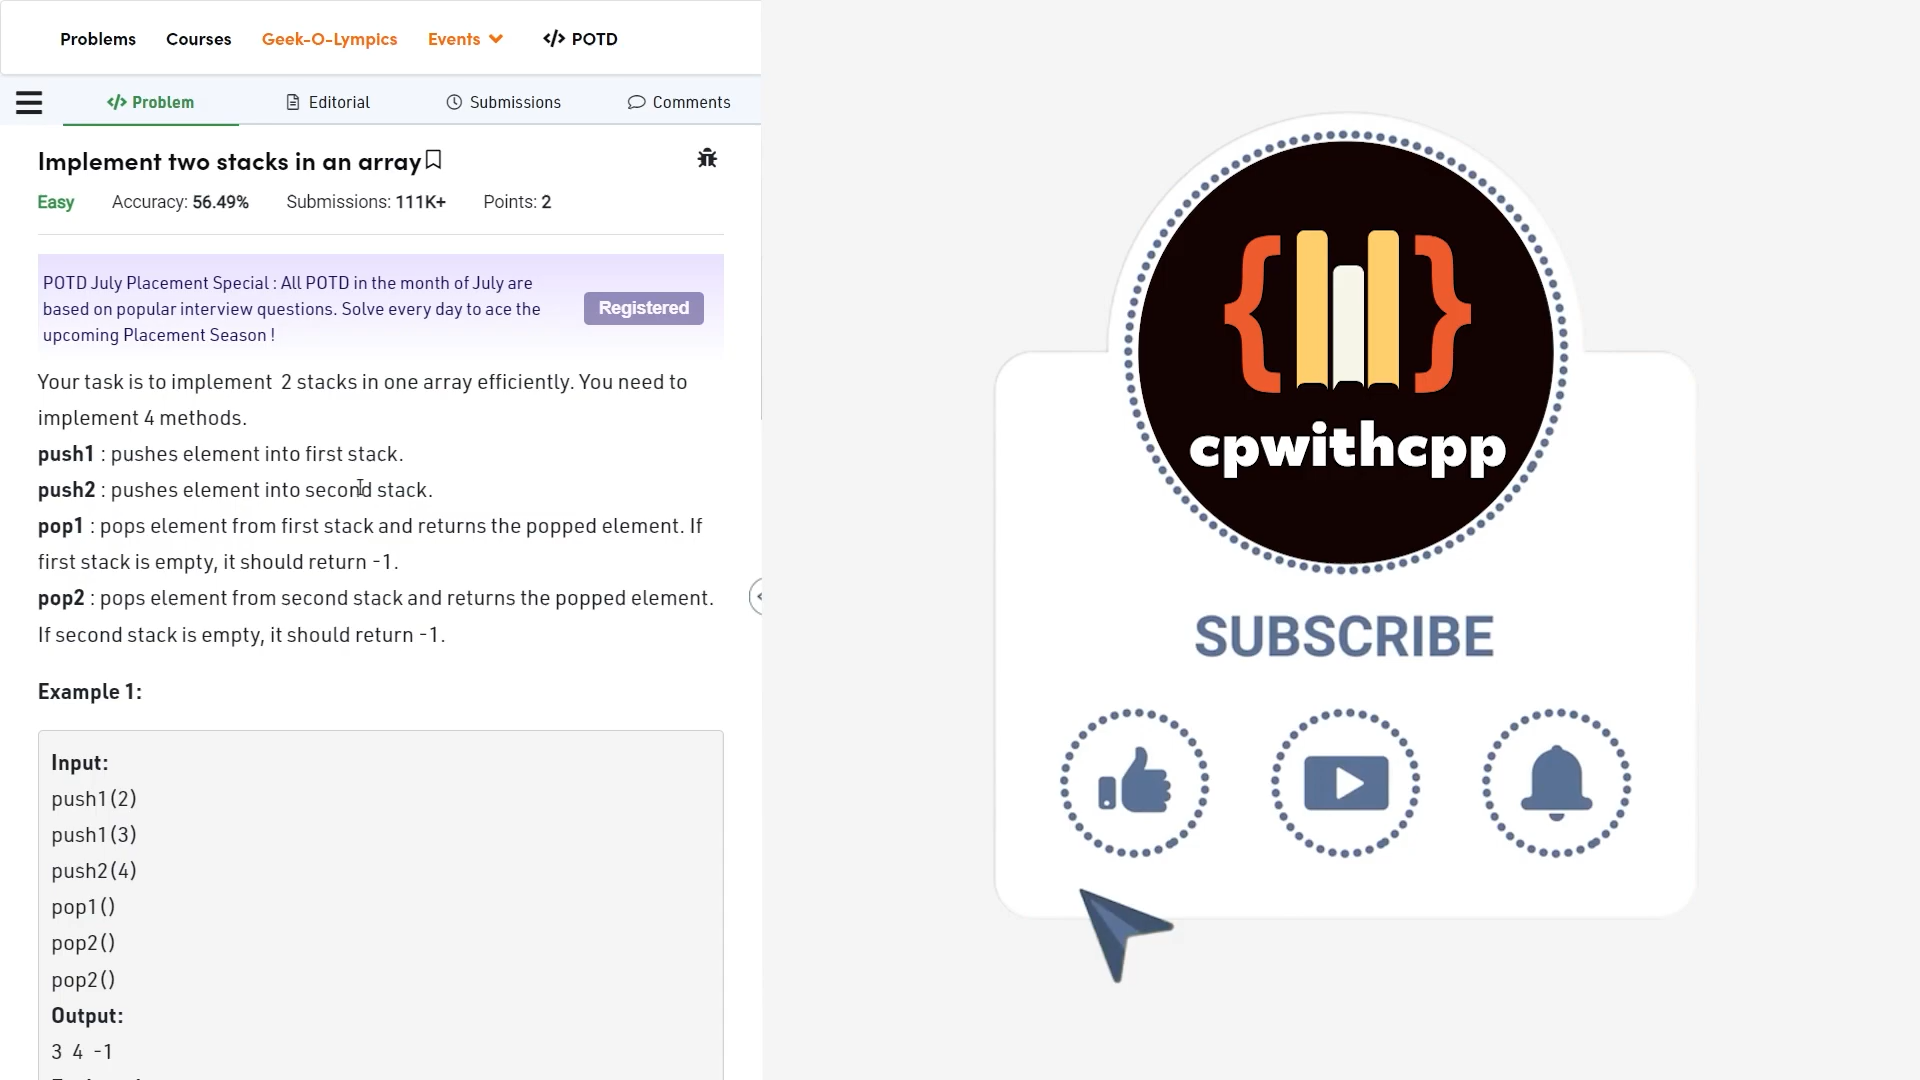 Problems Courses Geek-O-Lympics Events </> POTD
</> Problem Editorial Submissions Comments
Implement two stacks in an array
Easy Accuracy: 56.49% Submissions: 111K+ Points: 2
POTD July Placement Special : All POTD in the month of July are
based on popular interview questions. Solve every day to ace the
upcoming Placement Season !
Registered
Your task is to implement 2 stacks in one array efficiently. You need to
implement 4 methods.
push1 : pushes element into first stack.
push2 : pushes element into second stack.
pop1 : pops element from first stack and returns the popped element. If
first stack is empty, it should return -1.
pop2 : pops element from second stack and returns the popped element.
If second stack is empty, it should return -1.
Example 1:
Input:
push1(2)
push1(3)
push2(4)
pop1()
pop2()
pop2()
Output:
3 4 -1
cpwithcpp
SUBSCRIBE